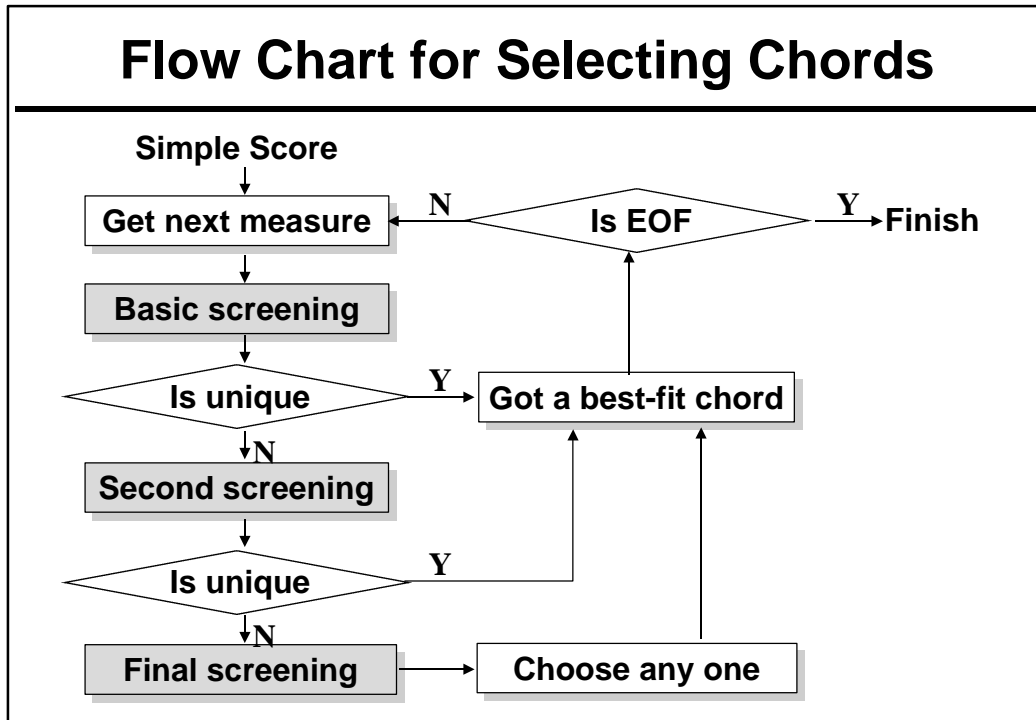 Flow Chart for Selecting Chords
Simple Score
Get next measure
N
Is EOF
Y
Finish
Basic screening
Is unique
Y
Got a best-fit chord
N
Second screening
Is unique
Y
N
Final screening
Choose any one